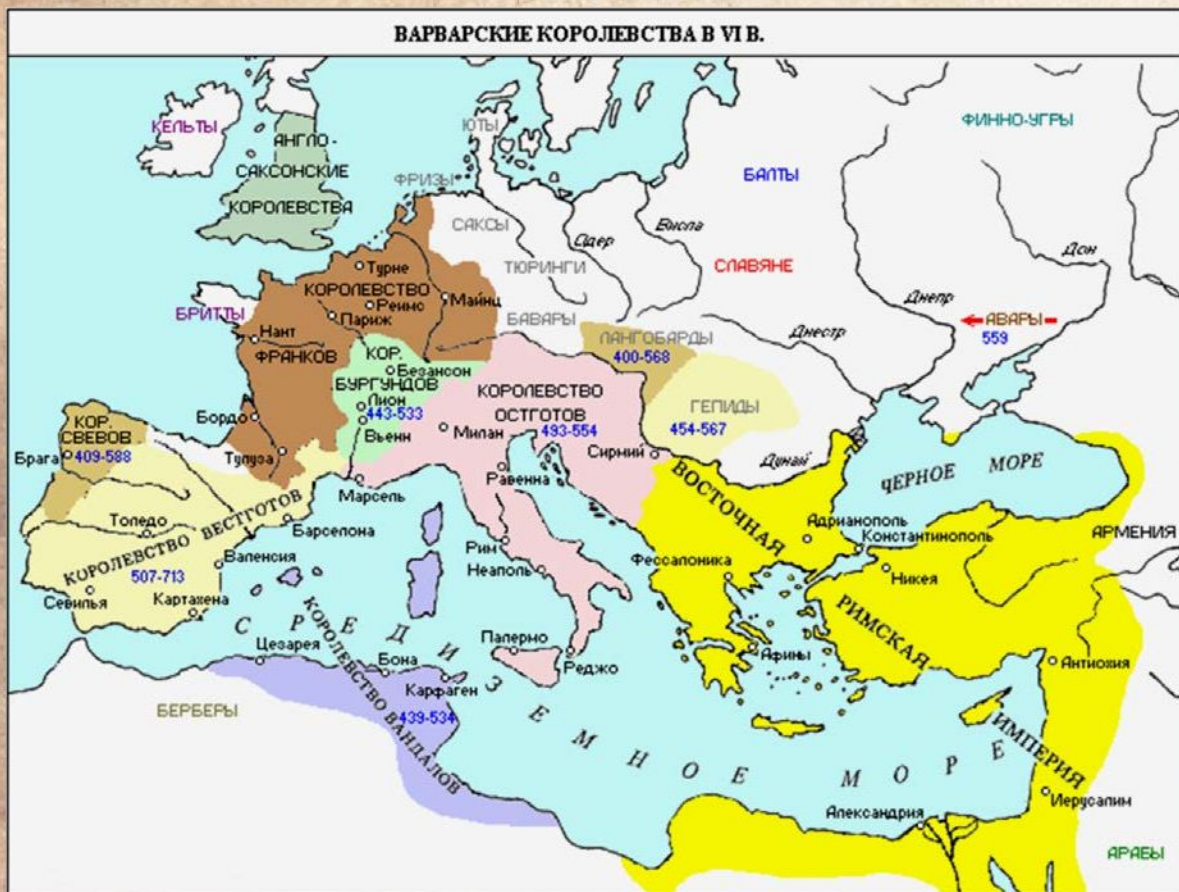 ВАРВАРСКИЕ КОРОЛЕВСТВА В VI В.
КЕЛЬТЫ
АНГЛО-
САКСОНСКИЕ
КОРОЛЕВСТВА
ЮТЫ
ФРИЗЫ
САКСЫ
ТЮРИНГИ
БАВАРЫ
Одер
Висла
БАЛТЫ
ФИННО-УГРЫ
СЛАВЯНЕ
Дон
Днепр
Днестр
АВАРЫ
559
БРИТТЫ
Турне
КОРОЛЕВСТВО
Реимс
Париж
Майнц
Нант
ФРАНКОВ
Бордо
Тулуза
КОР.
Безансон
БУРГУНДОВ
Лион
443-533
Вьенн
ЛАНГОБАРДЫ
400-568
ГЕПИДЫ
454-567
КОРОЛЕВСТВО
ОСТГОТОВ
493-554
Милан
Сирмий
Дунай
Равенна
Марсель
Рим
Неаполь
Палерно
Реджо
КОР.
СВЕВОВ
409-588
Брага
Толедо
КОРОЛЕВСТВО ВЕСТГОТОВ
507-713
Барселона
Валенсия
Севилья
Картахена
ЧЕРНОЕ МОРЕ
ВОСТОЧНАЯ
РИМСКАЯ
ИМПЕРИЯ
Адрианополь
Константинополь
Фессалоника
Никея
АРМЕНИЯ
Афины
Антиохия
Иерусалим
Александрия
АРАБЫ
СРЕДИЗЕМНОЕ МОРЕ
Цезарея
Бона
Карфаген
КОРОЛЕВСТВО ВАНДАЛОВ
439-534
БЕРБЕРЫ